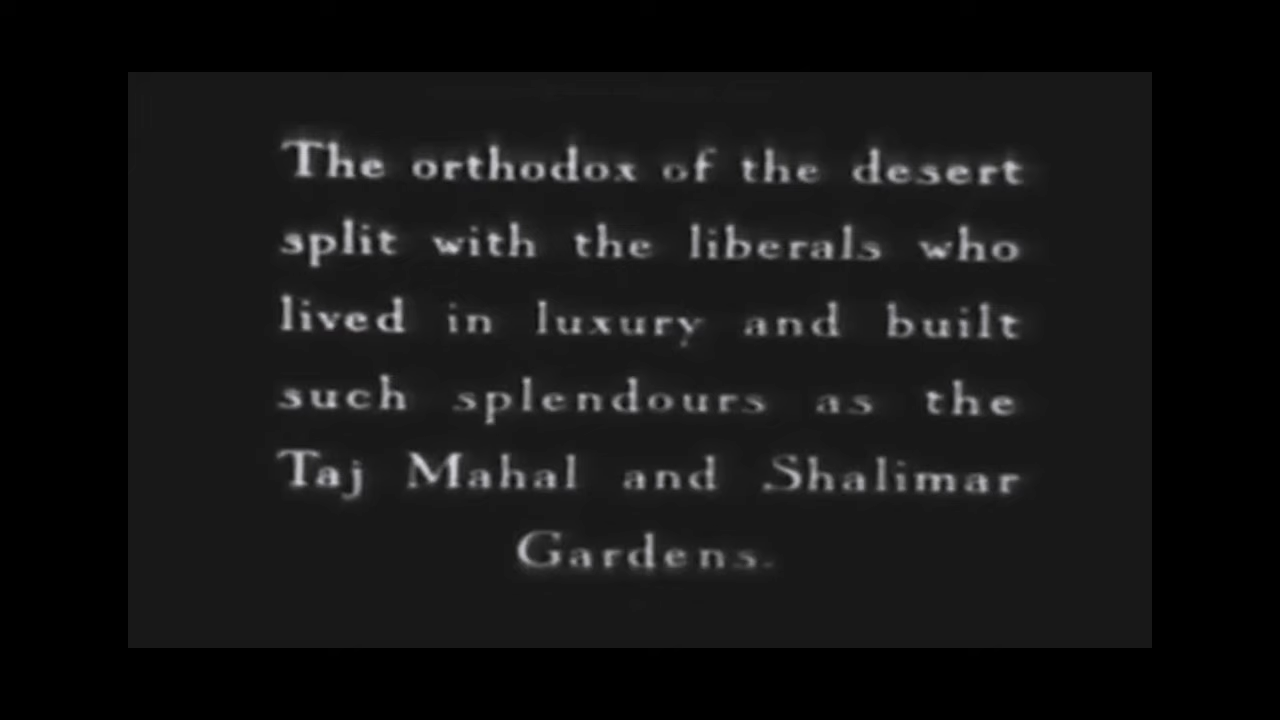 The orthodox of the desert
split with the liberals who
lived in luxury and built
such splendours as the
Taj Mahal and Shalimar
Gardens.